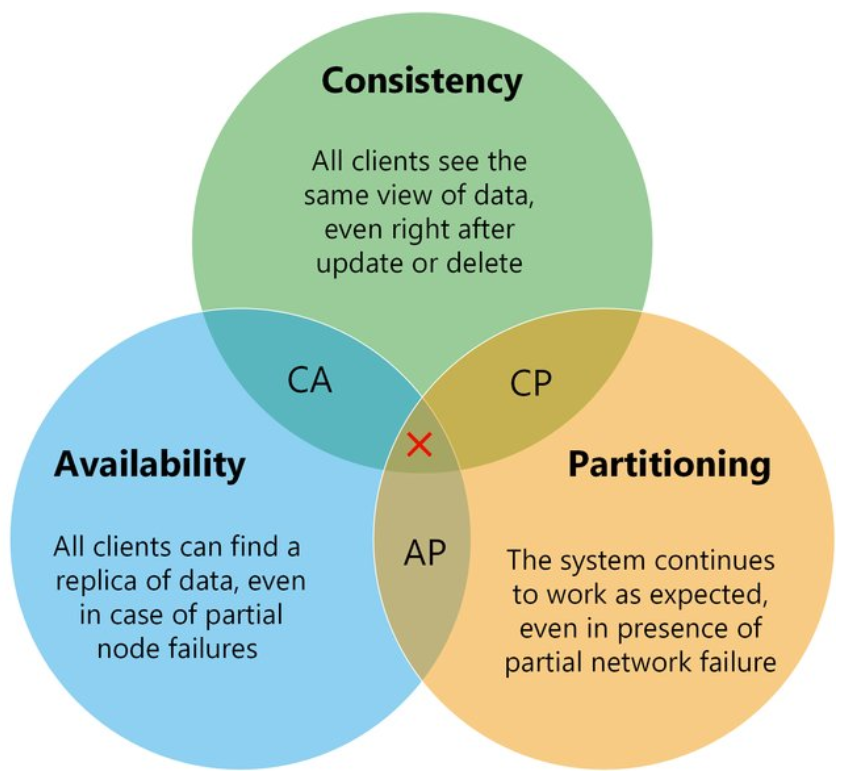 Consistency
All clients see the
same view of data,
even right after
update or delete
CA
CP
Availability
All clients can find a
replica of data, even
in case of partial
node failures
AP
Partitioning
The system continues
to work as expected,
even in presence of
partial network failure